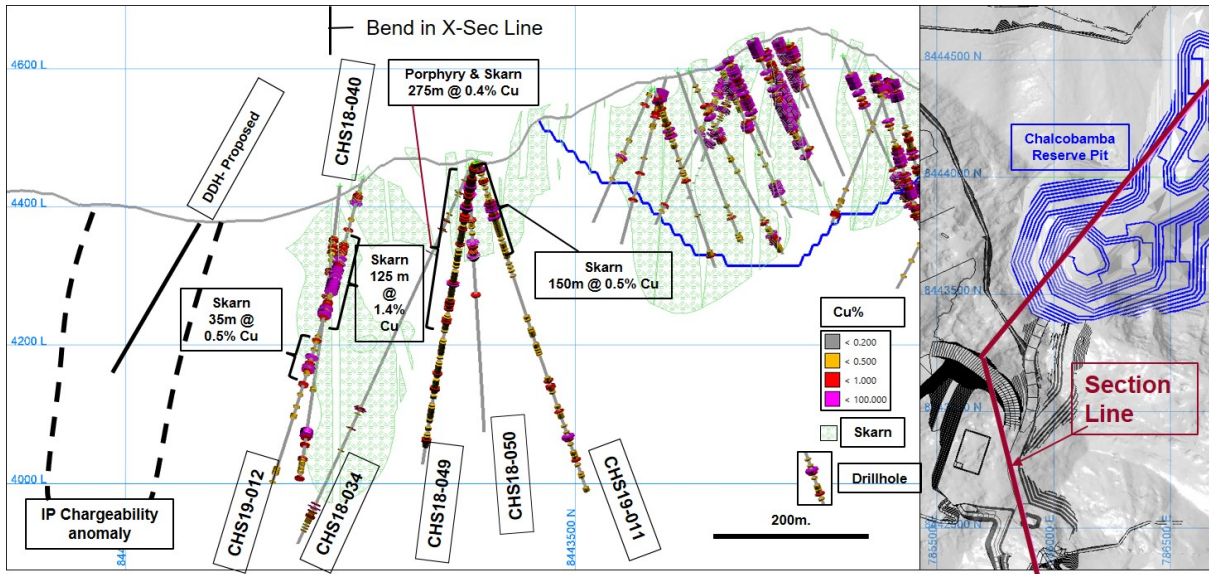 Bend in X-Sec Line
4600 L
4400 L
4200 L
4000 L
DDH- Proposed
CHS18-040
Porphyry & Skarn
275m @ 0.4% Cu
Skarn
35m @
0.5% Cu
Skarn
125 m
@
1.4%
Cu
Skarn
150m @ 0.5% Cu
IP Chargeability
anomaly
CHS19-012
CHS18-034
CHS18-049
CHS18-050
CHS19-011
8443500 N
Cu%
< 0.200
< 0.500
< 1.000
< 100.000
Skarn
Drillhole
200m.
Chalcobamba
Reserve Pit
Section
Line
8444500 N
8444000 N
8443500 N
786500 E